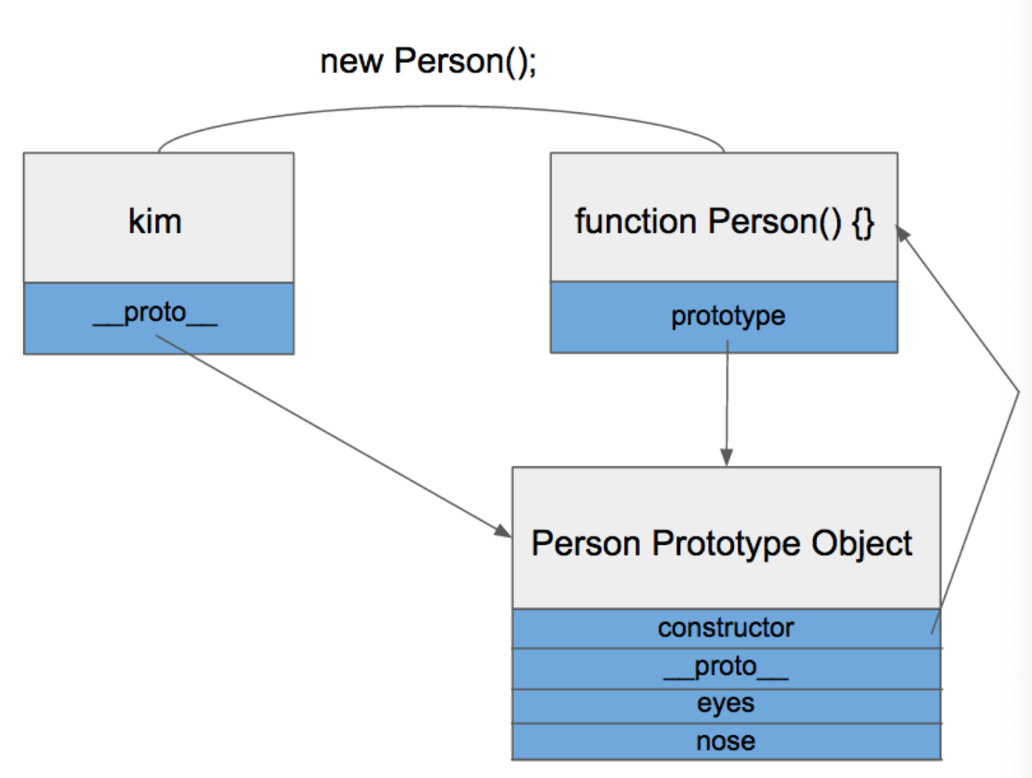 new Person();
kim
function Person() {}
__proto__
prototype
Person Prototype Object
constructor
__proto__
eyes
nose